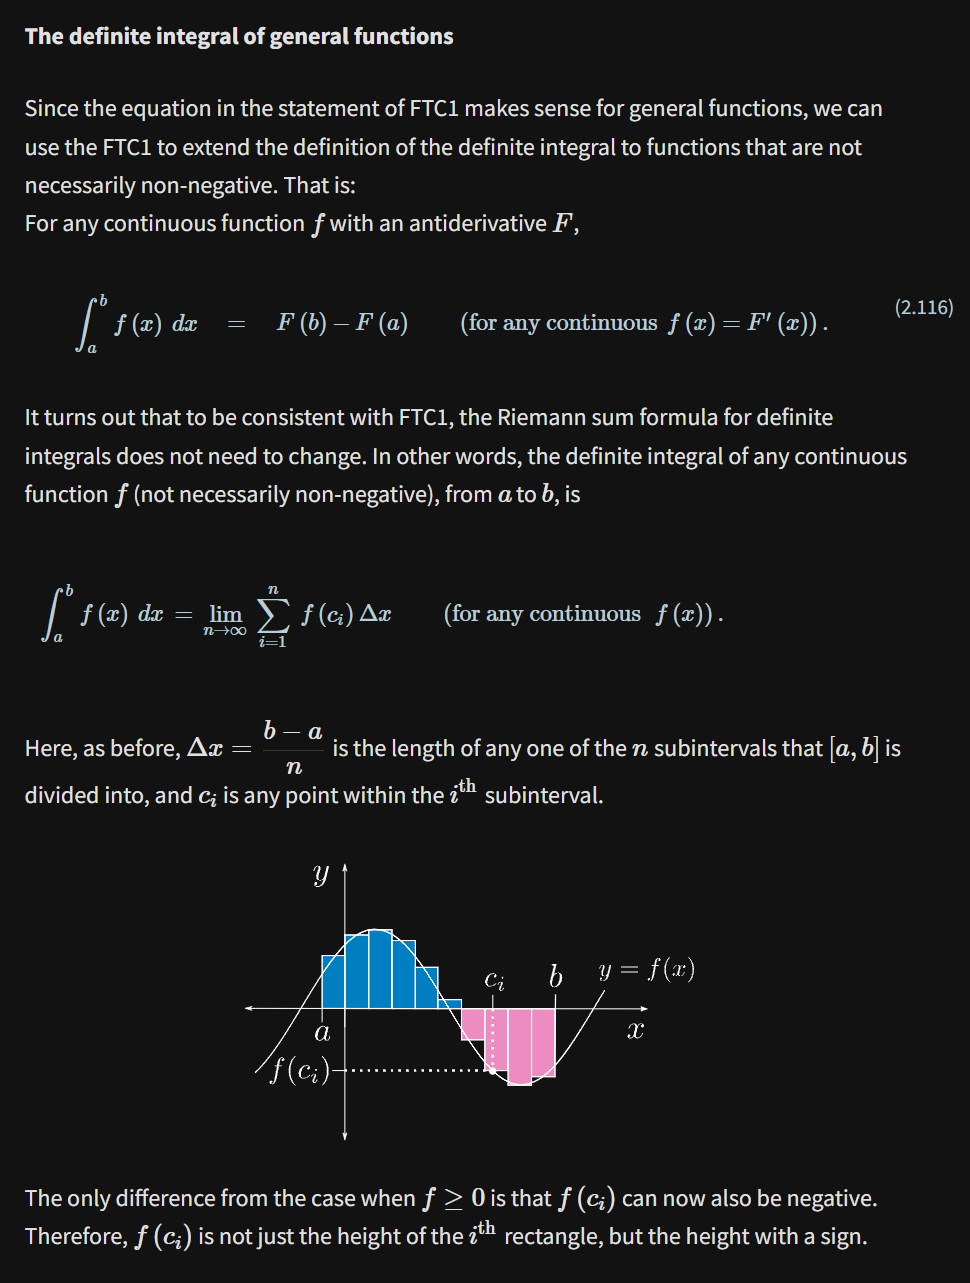 The definite integral of general functions
Since the equation in the statement of FTC1 makes sense for general functions, we can
use the FTC1 to extend the definition of the definite integral to functions that are not
necessarily non-negative. That is:
For any continuous function f with an antiderivative F,
∫_a^b f (x) dx = F (b) − F (a) (for any continuous f (x) = F′ (x)) . (2.116)
It turns out that to be consistent with FTC1, the Riemann sum formula for definite
integrals does not need to change. In other words, the definite integral of any continuous
function f (not necessarily non-negative), from a to b, is
∫_a^b f (x) dx = lim_{n→∞} ∑_{i=1}^n f (c_i) Δx (for any continuous f (x)) .
Here, as before, Δx = \frac{b − a}{n} is the length of any one of the n subintervals that [a, b] is
divided into, and c_i is any point within the i^th subinterval.
y
c_i b y = f(x)
a x
f(c_i)
The only difference from the case when f ≥ 0 is that f (c_i) can now also be negative.
Therefore, f (c_i) is not just the height of the i^th rectangle, but the height with a sign.